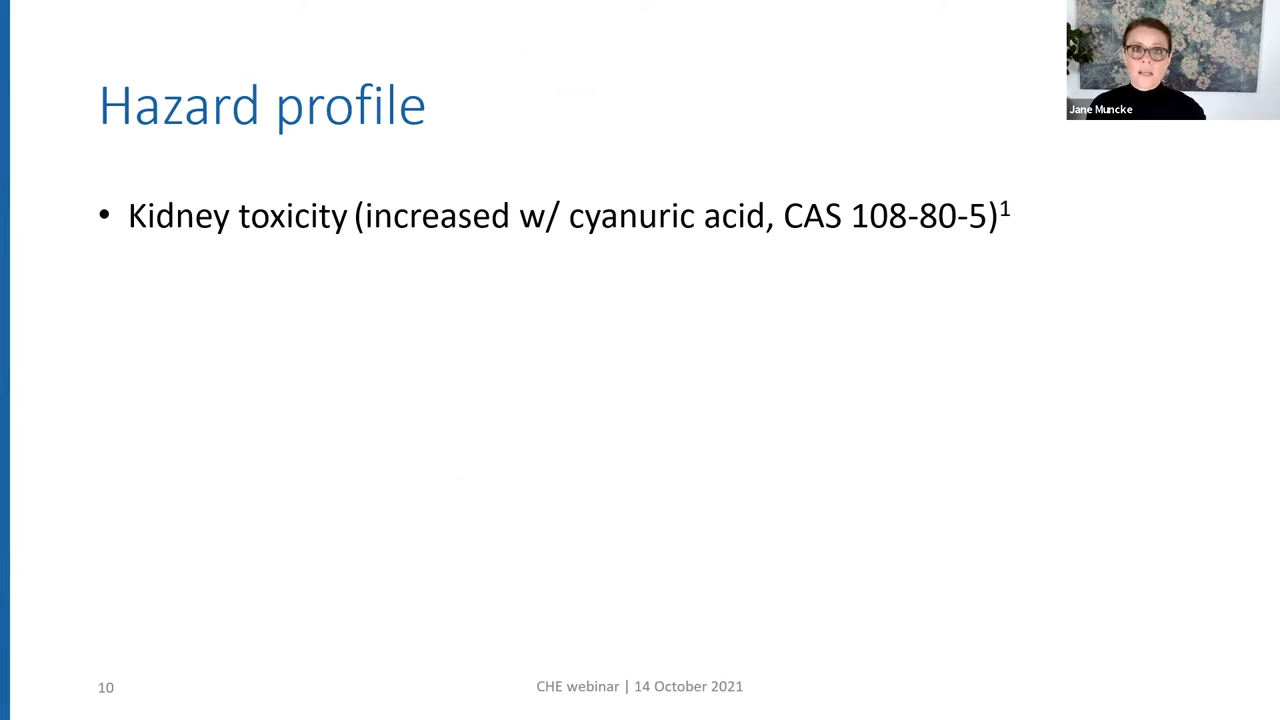 Hazard profile
Jane Muncke
• Kidney toxicity (increased w/ cyanuric acid, CAS 108-80-5)¹
10
CHE webinar | 14 October 2021